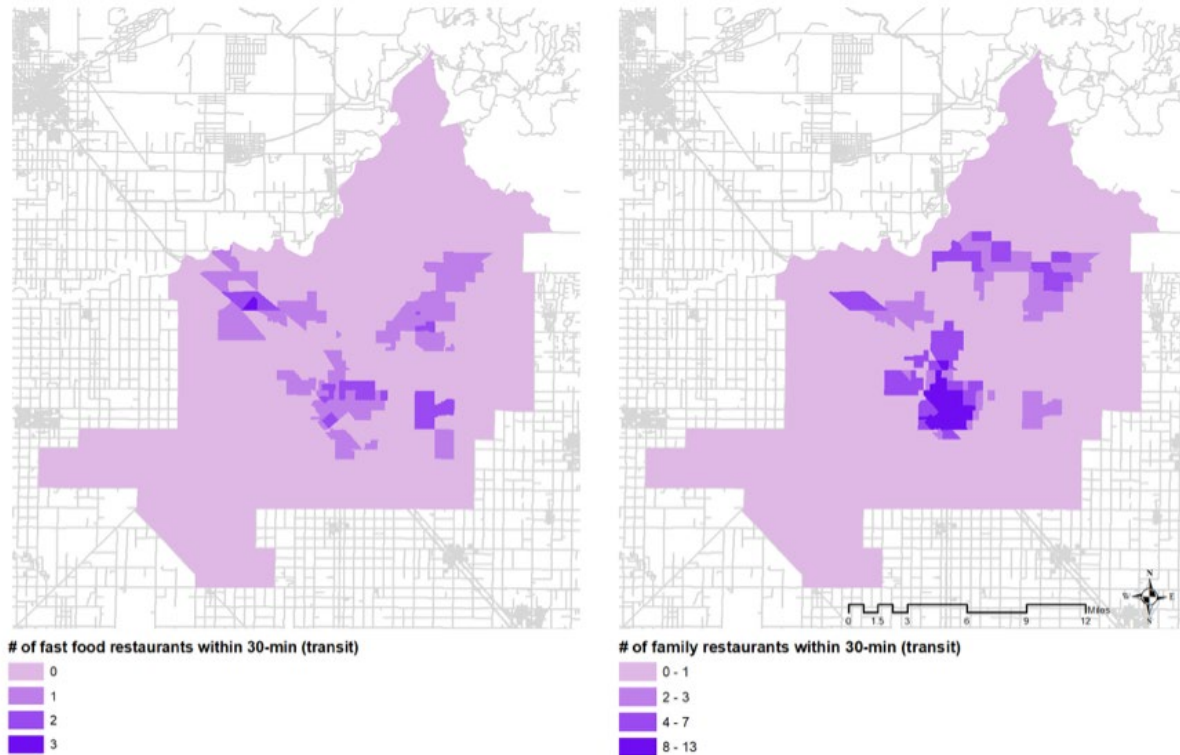 N
W E
S
Miles
0 1.5 3 6 9 12
# of fast food restaurants within 30-min (transit)
0
1
2
3
# of family restaurants within 30-min (transit)
0 - 1
2 - 3
4 - 7
8 - 13